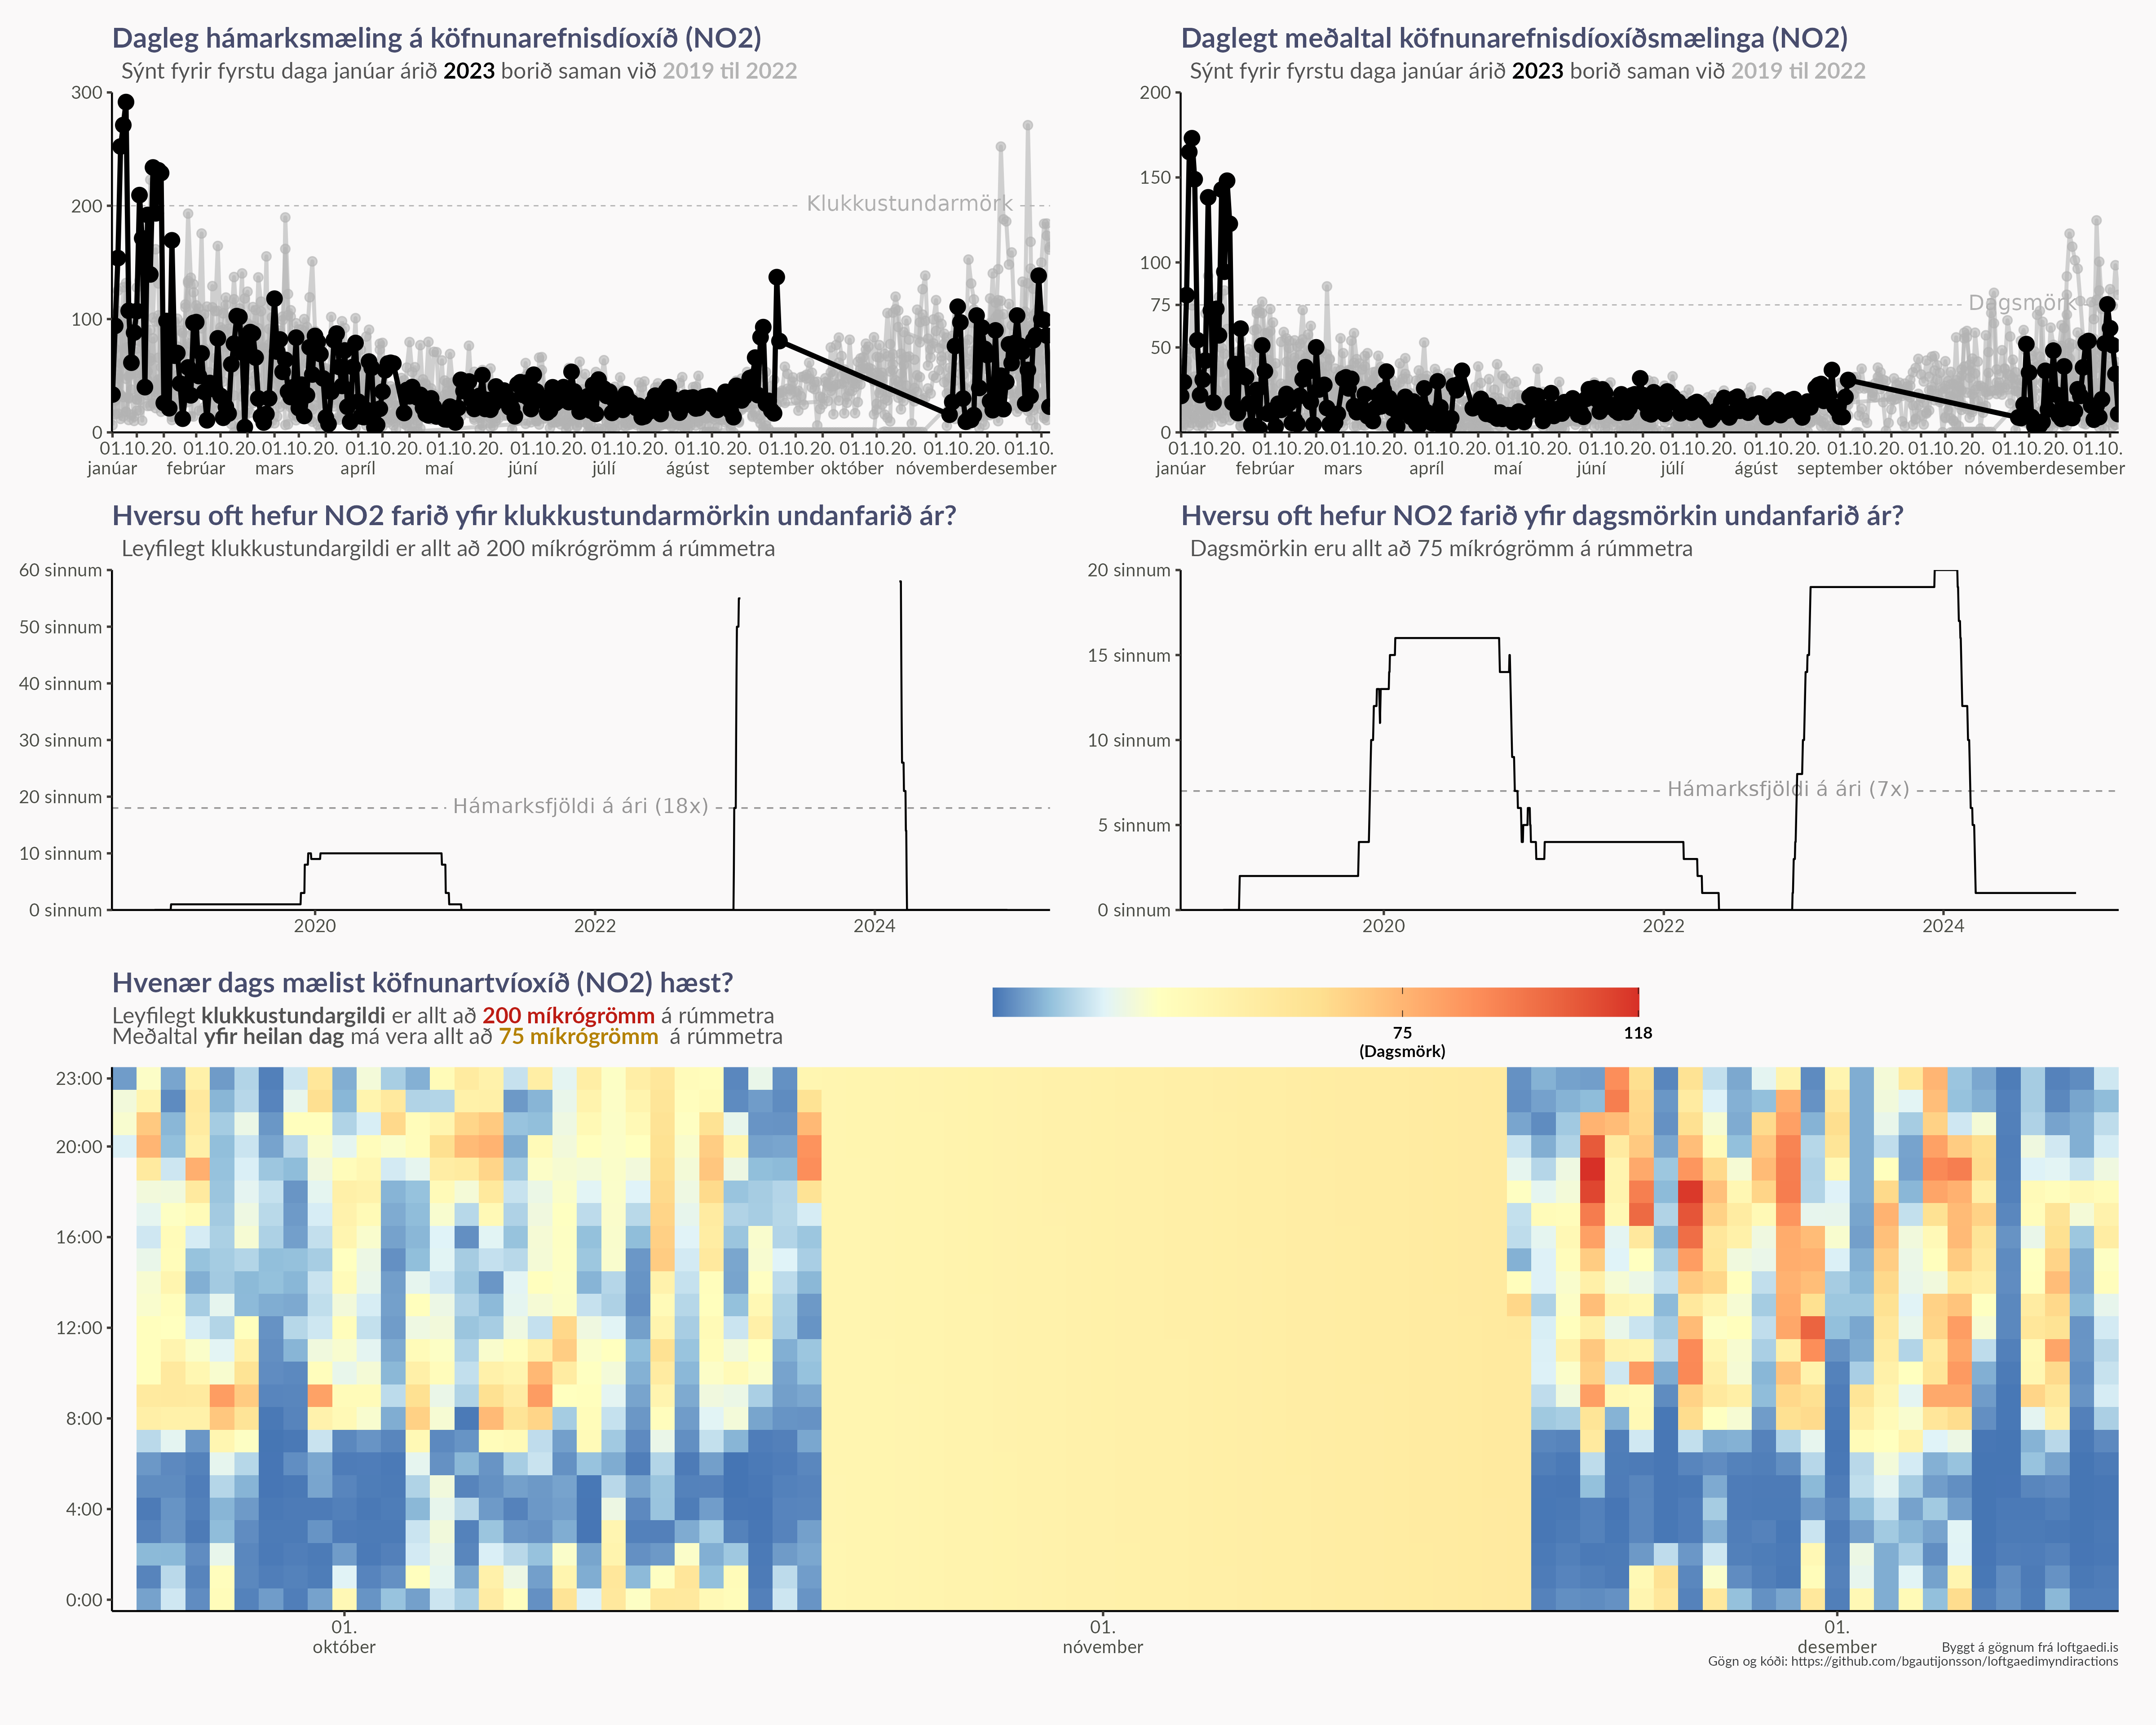 Dagleg hámarksmæling á köfnunarefnisdíoxíð (NO2)
Sýnt fyrir fyrstu daga janúar árið 2023 borið saman við 2019 til 2022
300
200
100
0
Klukkustundarmörk
01.10.20. 01.10.20. 01.10.20. 01.10.20. 01.10.20. 01.10.20. 01.10.20. 01.10.20. 01.10.20. 01.10.20. 01.10.20. 01.10.
janúar febrúar mars apríl maí júní júlí ágúst september október nóvember desember
Daglegt meðaltal köfnunarefnisdíoxíðsmælinga (NO2)
Sýnt fyrir fyrstu daga janúar árið 2023 borið saman við 2019 til 2022
200
150
100
75
50
0
Dagsmörk
01.10.20. 01.10.20. 01.10.20. 01.10.20. 01.10.20. 01.10.20. 01.10.20. 01.10.20. 01.10.20. 01.10.20. 01.10.20. 01.10.
janúar febrúar mars apríl maí júní júlí ágúst september október nóvember desember
Hversu oft hefur NO2 farið yfir klukkustundarmörkin undanfarið ár?
Leyfilegt klukkustundargildi er allt að 200 míkrógrömm á rúmmetra
60 sinnum
50 sinnum
40 sinnum
30 sinnum
20 sinnum
10 sinnum
0 sinnum
Hámarksfjöldi á ári (18x)
2020 2022 2024
Hversu oft hefur NO2 farið yfir dagsmörkin undanfarið ár?
Dagsmörkin eru allt að 75 míkrógrömm á rúmmetra
20 sinnum
15 sinnum
10 sinnum
5 sinnum
0 sinnum
Hámarksfjöldi á ári (7x)
2020 2022 2024
Hvenær dags mælist köfnunartvíoxíð (NO2) hæst?
Leyfilegt klukkustundargildi er allt að 200 míkrógrömm á rúmmetra
Meðaltal yfir heilan dag má vera allt að 75 míkrógrömm á rúmmetra
75 118
(Dagsmörk)
23:00
20:00
16:00
12:00
8:00
4:00
0:00
01. 01. 01.
október nóvember desember
Byggt á gögnum frá loftgaedi.is
Gögn og kóði: https://github.com/bgautijonsson/loftgaedimyndiractions